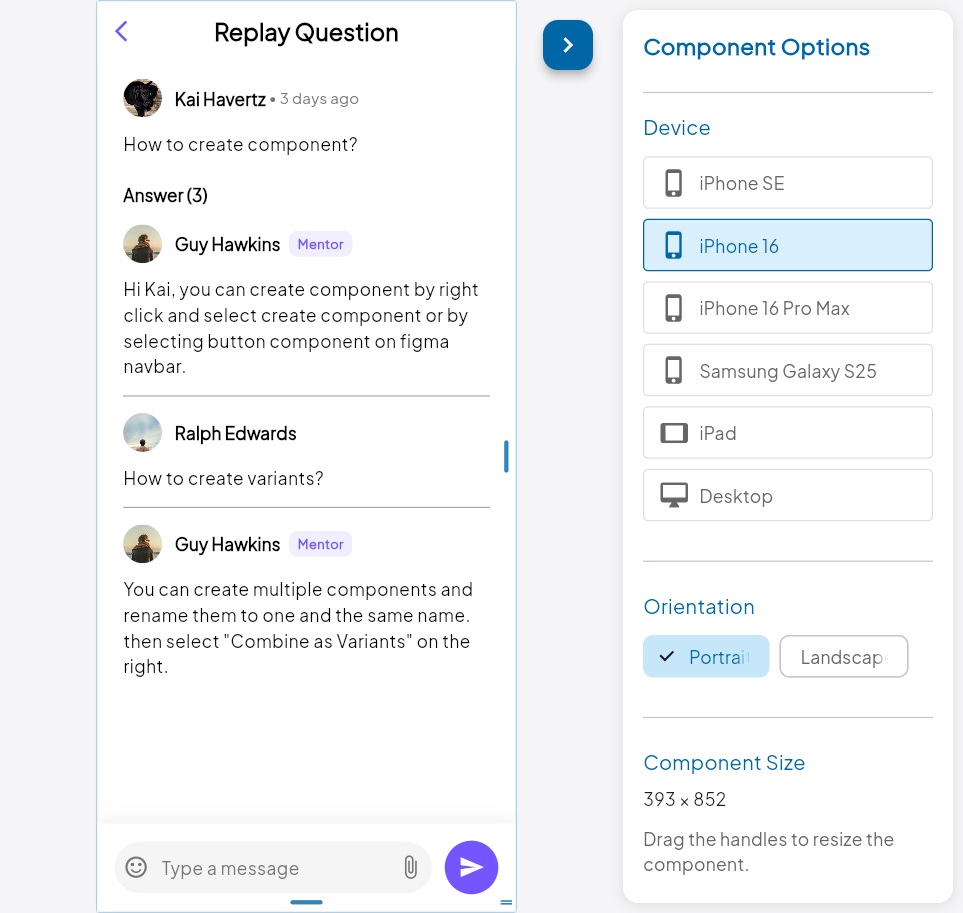 Replay Question
Kai Havertz • 3 days ago
How to create component?
Answer (3)
Guy Hawkins Mentor
Hi Kai, you can create component by right
click and select create component or by
selecting button component on figma
navbar.
Ralph Edwards
How to create variants?
Guy Hawkins Mentor
You can create multiple components and
rename them to one and the same name.
then select "Combine as Variants" on the
right.
Type a message
Component Options
Device
iPhone SE
iPhone 16
iPhone 16 Pro Max
Samsung Galaxy S25
iPad
Desktop
Orientation
Portrait Landscape
Component Size
393 × 852
Drag the handles to resize the
component.